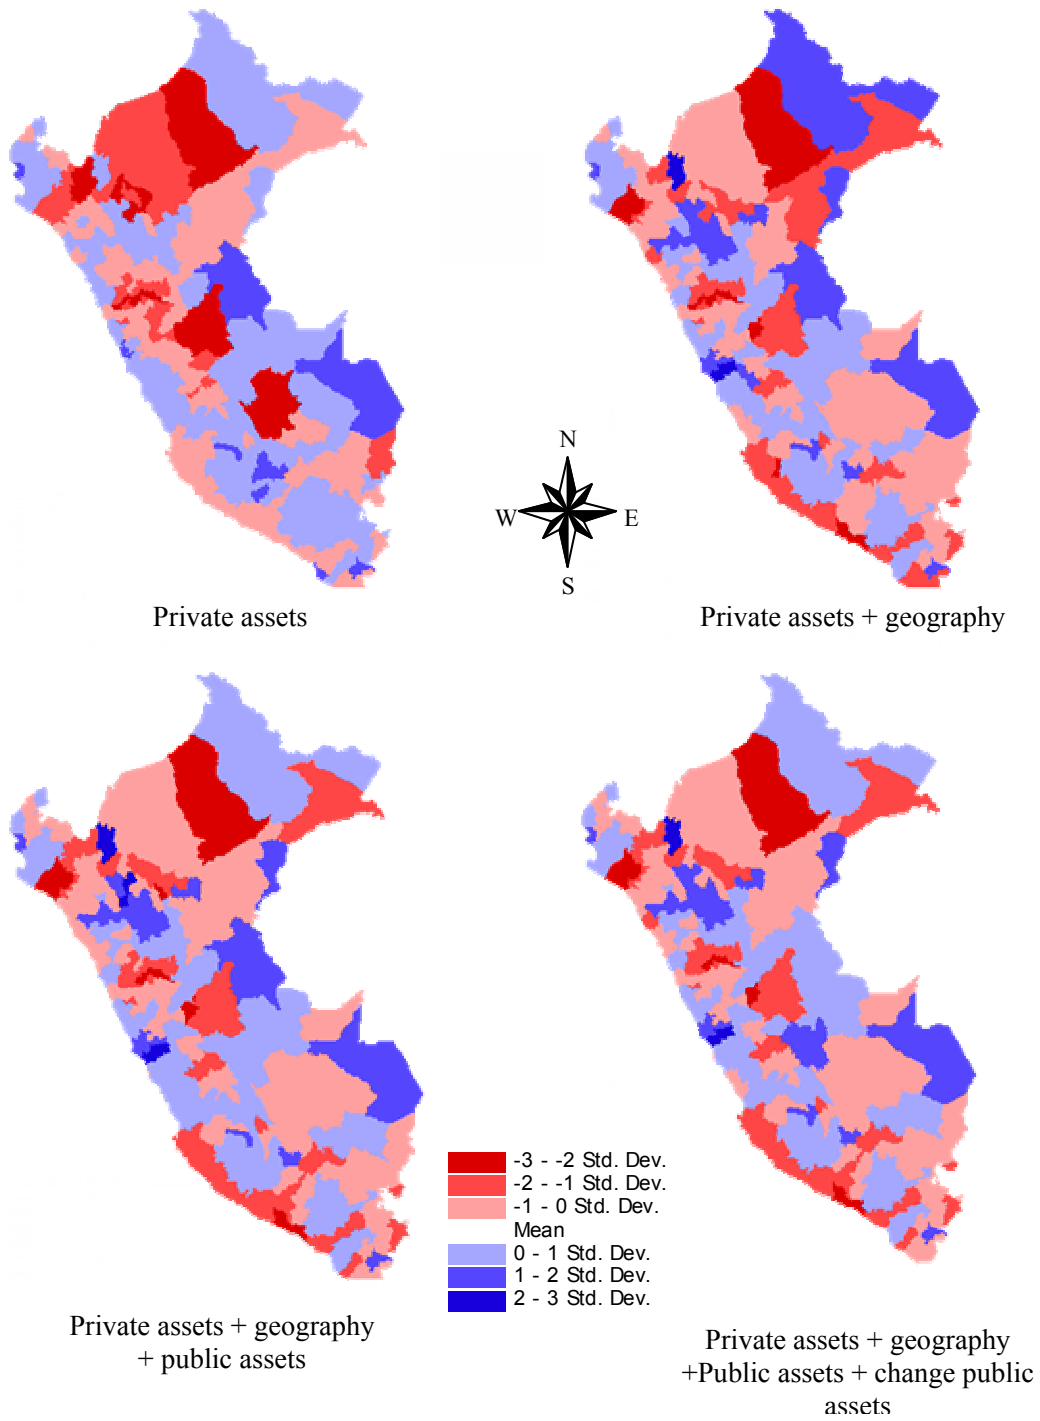 N
W
E
S
Private assets
Private assets + geography
-3 - -2 Std. Dev.
-2 - -1 Std. Dev.
-1 - 0 Std. Dev.
Mean
0 - 1 Std. Dev.
1 - 2 Std. Dev.
2 - 3 Std. Dev.
Private assets + geography
+ public assets
Private assets + geography
+Public assets + change public
assets